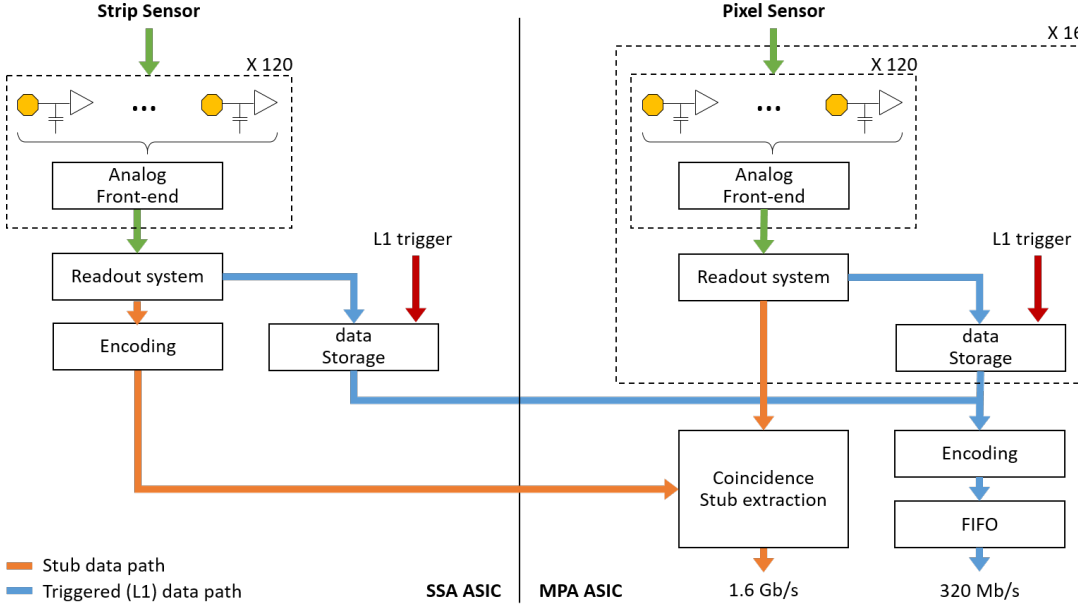 Strip Sensor
X 120
...
Analog
Front-end
Readout system
Encoding
L1 trigger
data
Storage
Stub data path
Triggered (L1) data path
SSA ASIC
Pixel Sensor
X 16
X 120
...
Analog
Front-end
Readout system
L1 trigger
data
Storage
Coincidence
Stub extraction
Encoding
FIFO
MPA ASIC
1.6 Gb/s
320 Mb/s